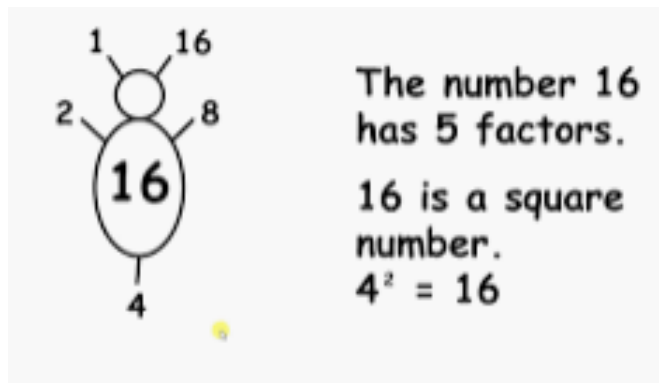 1 16
2 8
16
4
The number 16
has 5 factors.
16 is a square
number.
4² = 16